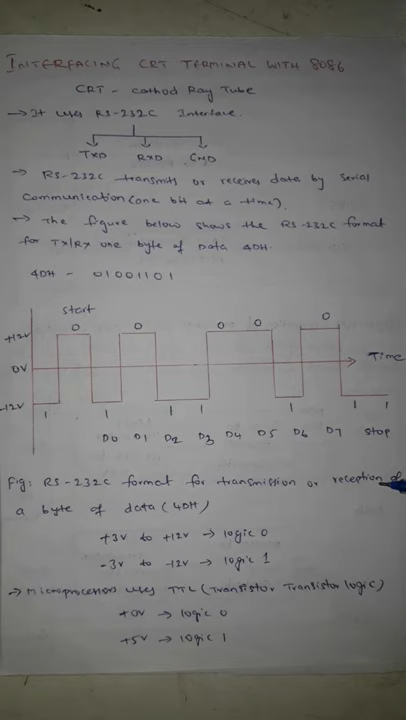 INTERFACING CRT TERMINAL WITH 8086
CRT - Cathod Ray Tube
→ It uses RS-232C Interface.
TXD RXD GND
→ RS-232C transmits or receives data by serial
communication (one bit at a time).
→ The figure below shows the RS-232C format
for Tx/Rx one byte of Data 4DH.
4DH - 01001101
start
0 0 0 0 0
+12V
0V
Time
-12V
1 1 1 1 1 1 1
D0 D1 D2 D3 D4 D5 D6 D7 stop
Fig: RS-232C format for transmission or reception of
a byte of data (4DH)
+3V to +12V → logic 0
-3V to -12V → logic 1
→ Microprocessors uses TTL (Transistor Transistor logic)
+0V → logic 0
+5V → logic 1